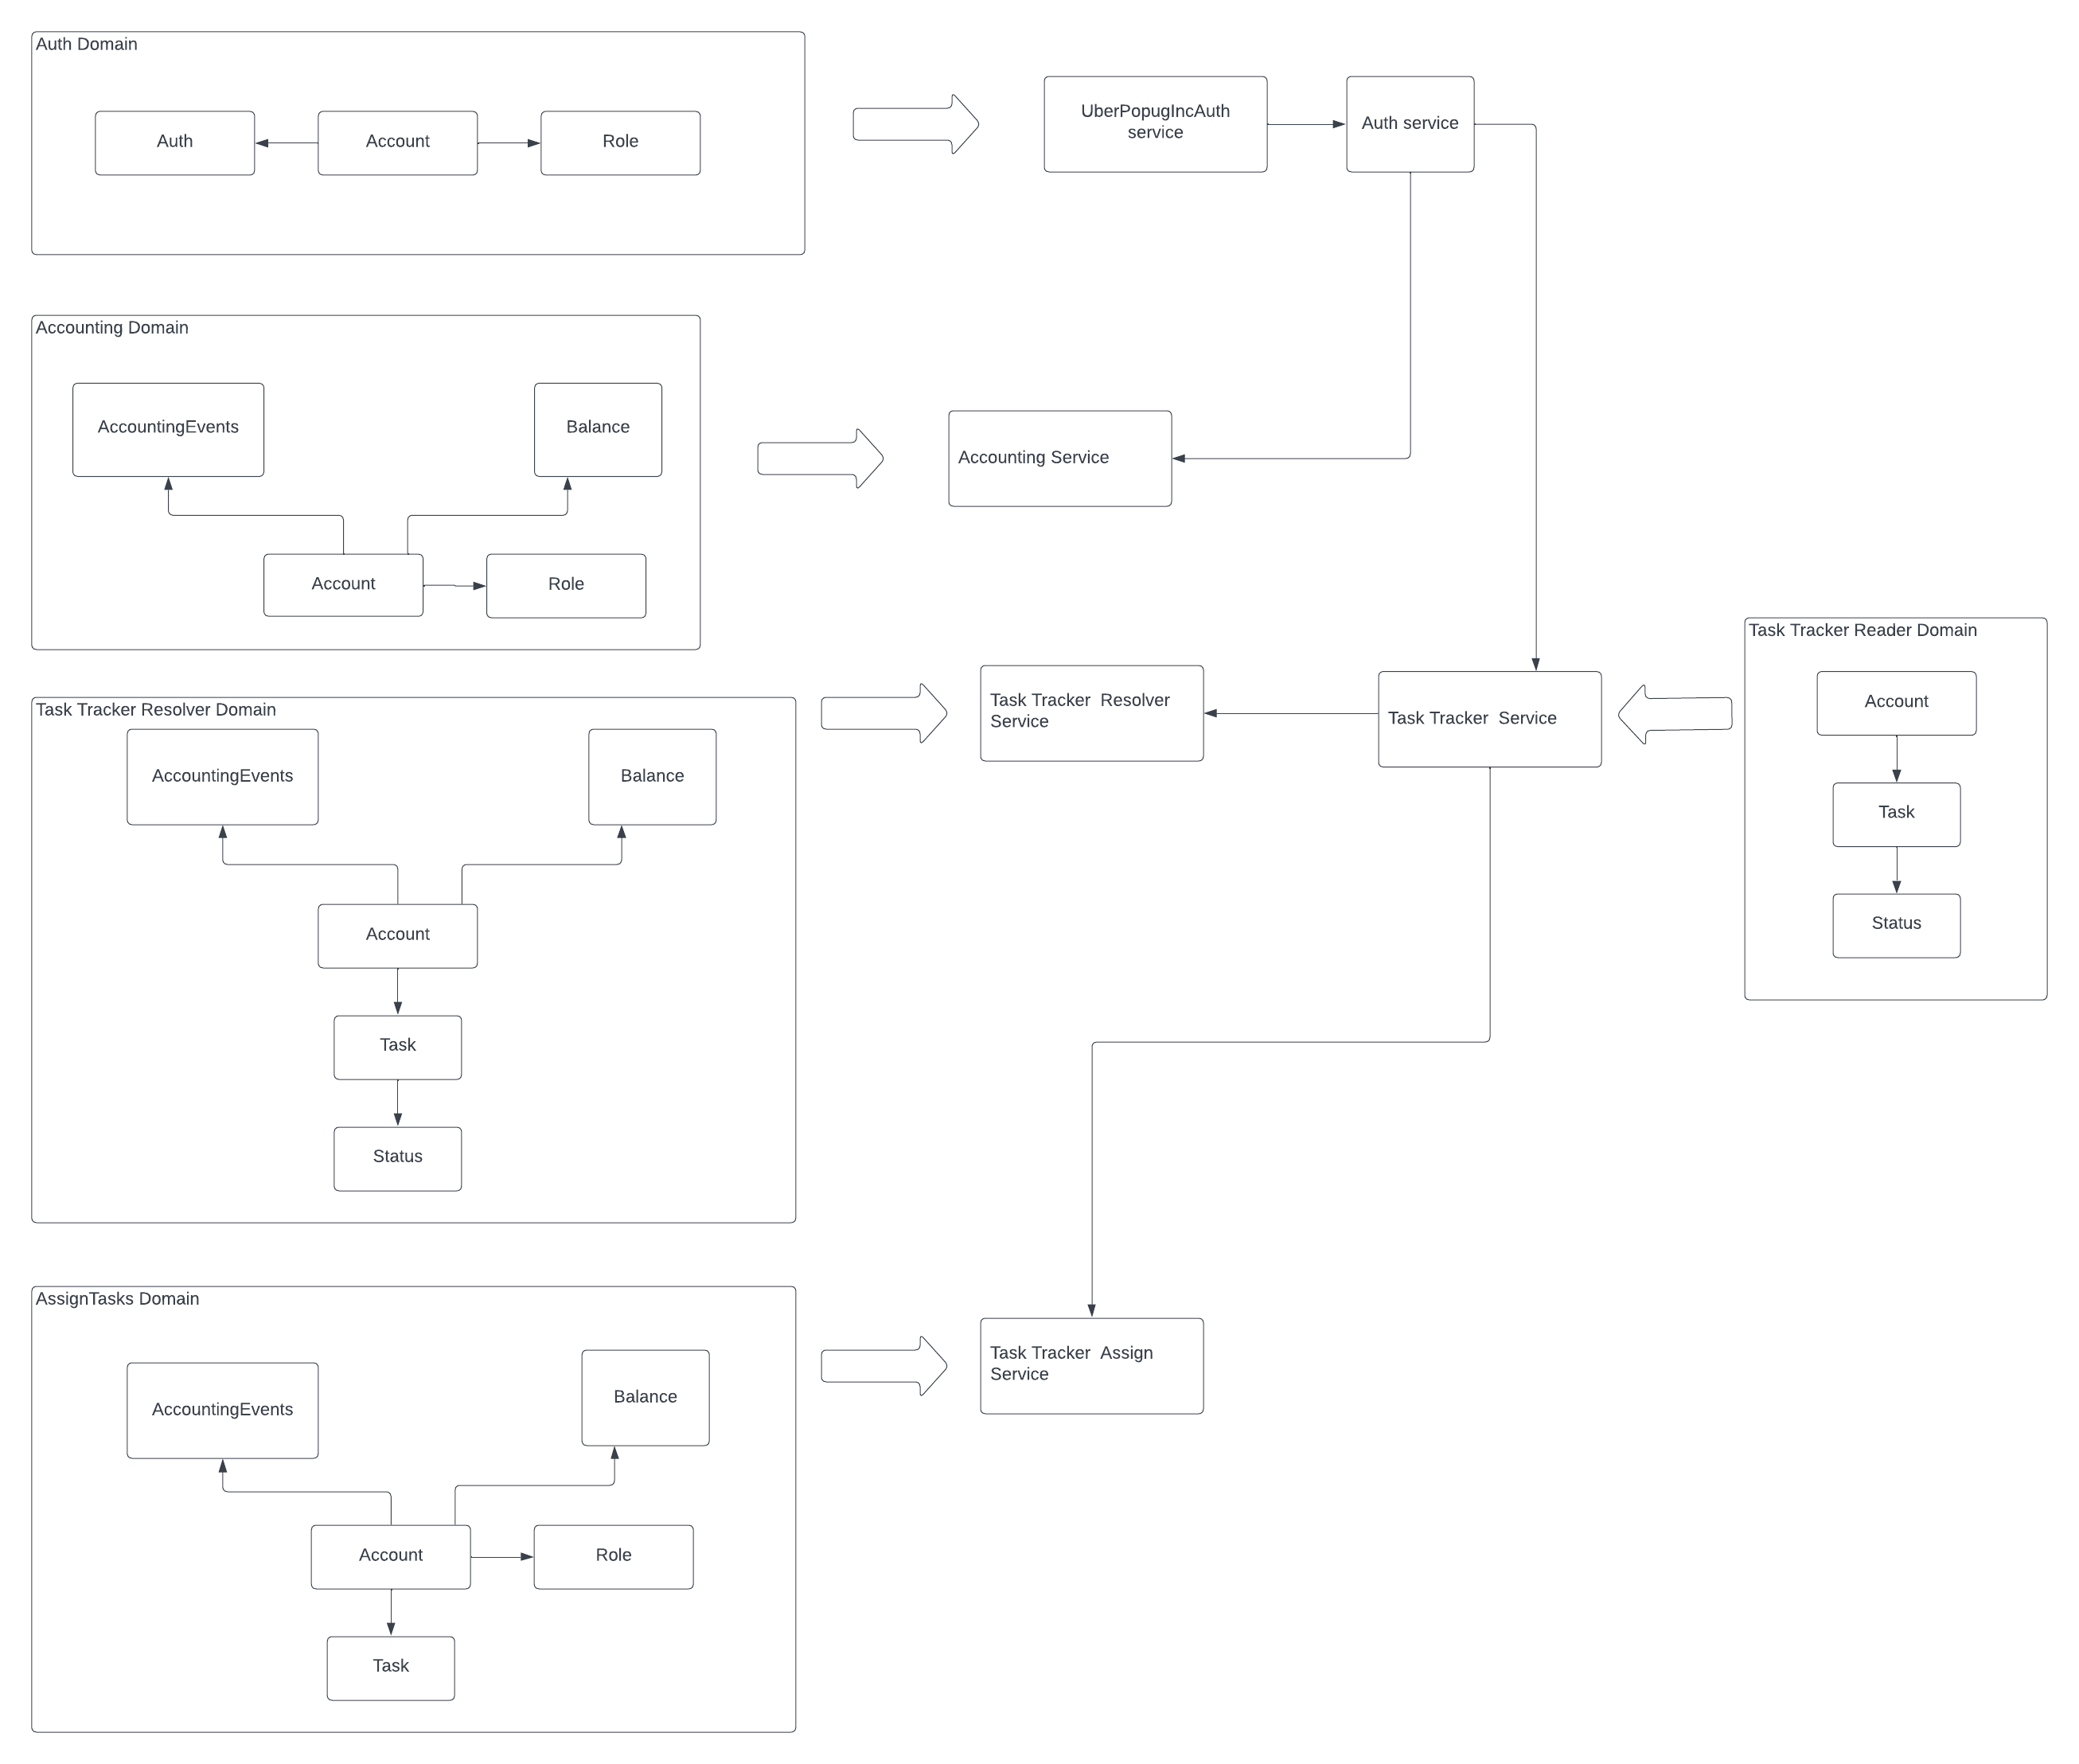 Auth Domain
Auth
Account
Role
UberPopugIncAuth
service
Auth service
Accounting Domain
AccountingEvents
Balance
Account
Role
Accounting Service
Task Tracker Resolver Domain
AccountingEvents
Balance
Account
Task
Status
Task Tracker  Resolver
Service
Task Tracker  Service
Task Tracker Reader Domain
Account
Task
Status
AssignTasks Domain
AccountingEvents
Balance
Account
Role
Task
Task Tracker  Assign
Service